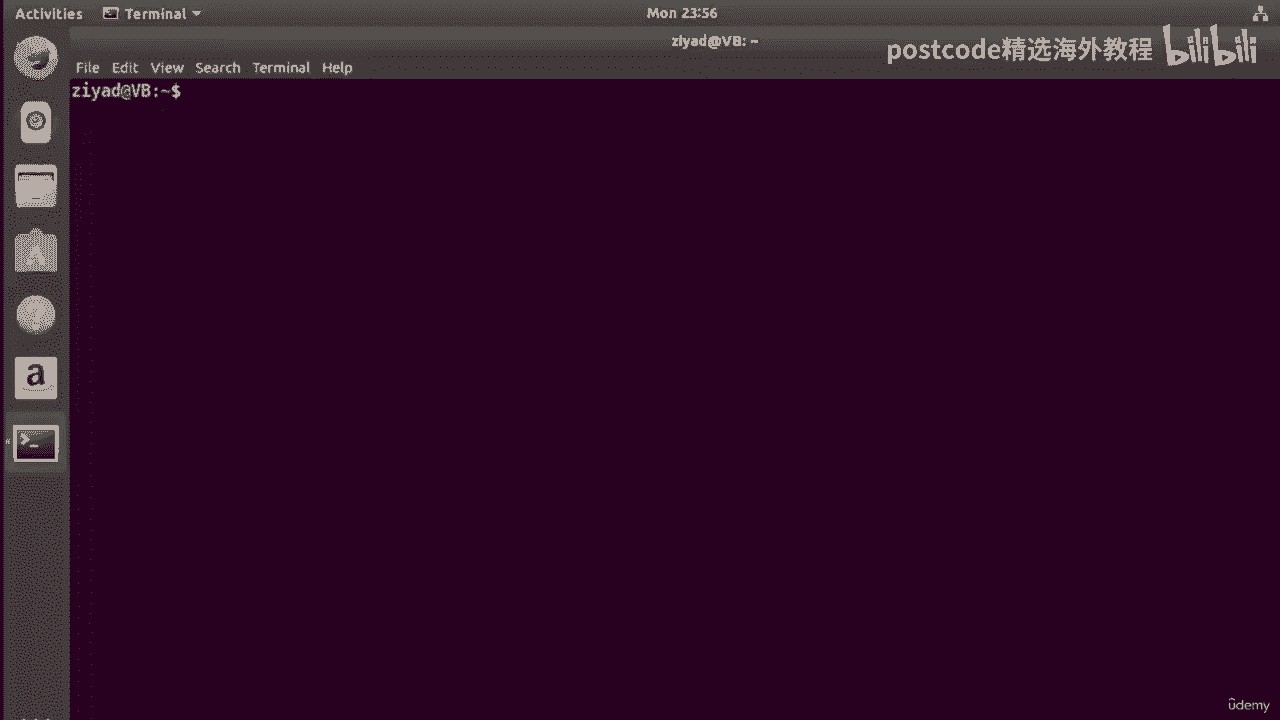 Activities Terminal Mon 23:56
ziyad@VB: ~
postcode精选海外教程 bilibili
File Edit View Search Terminal Help
ziyad@VB:~$
a
>_
ûdemy